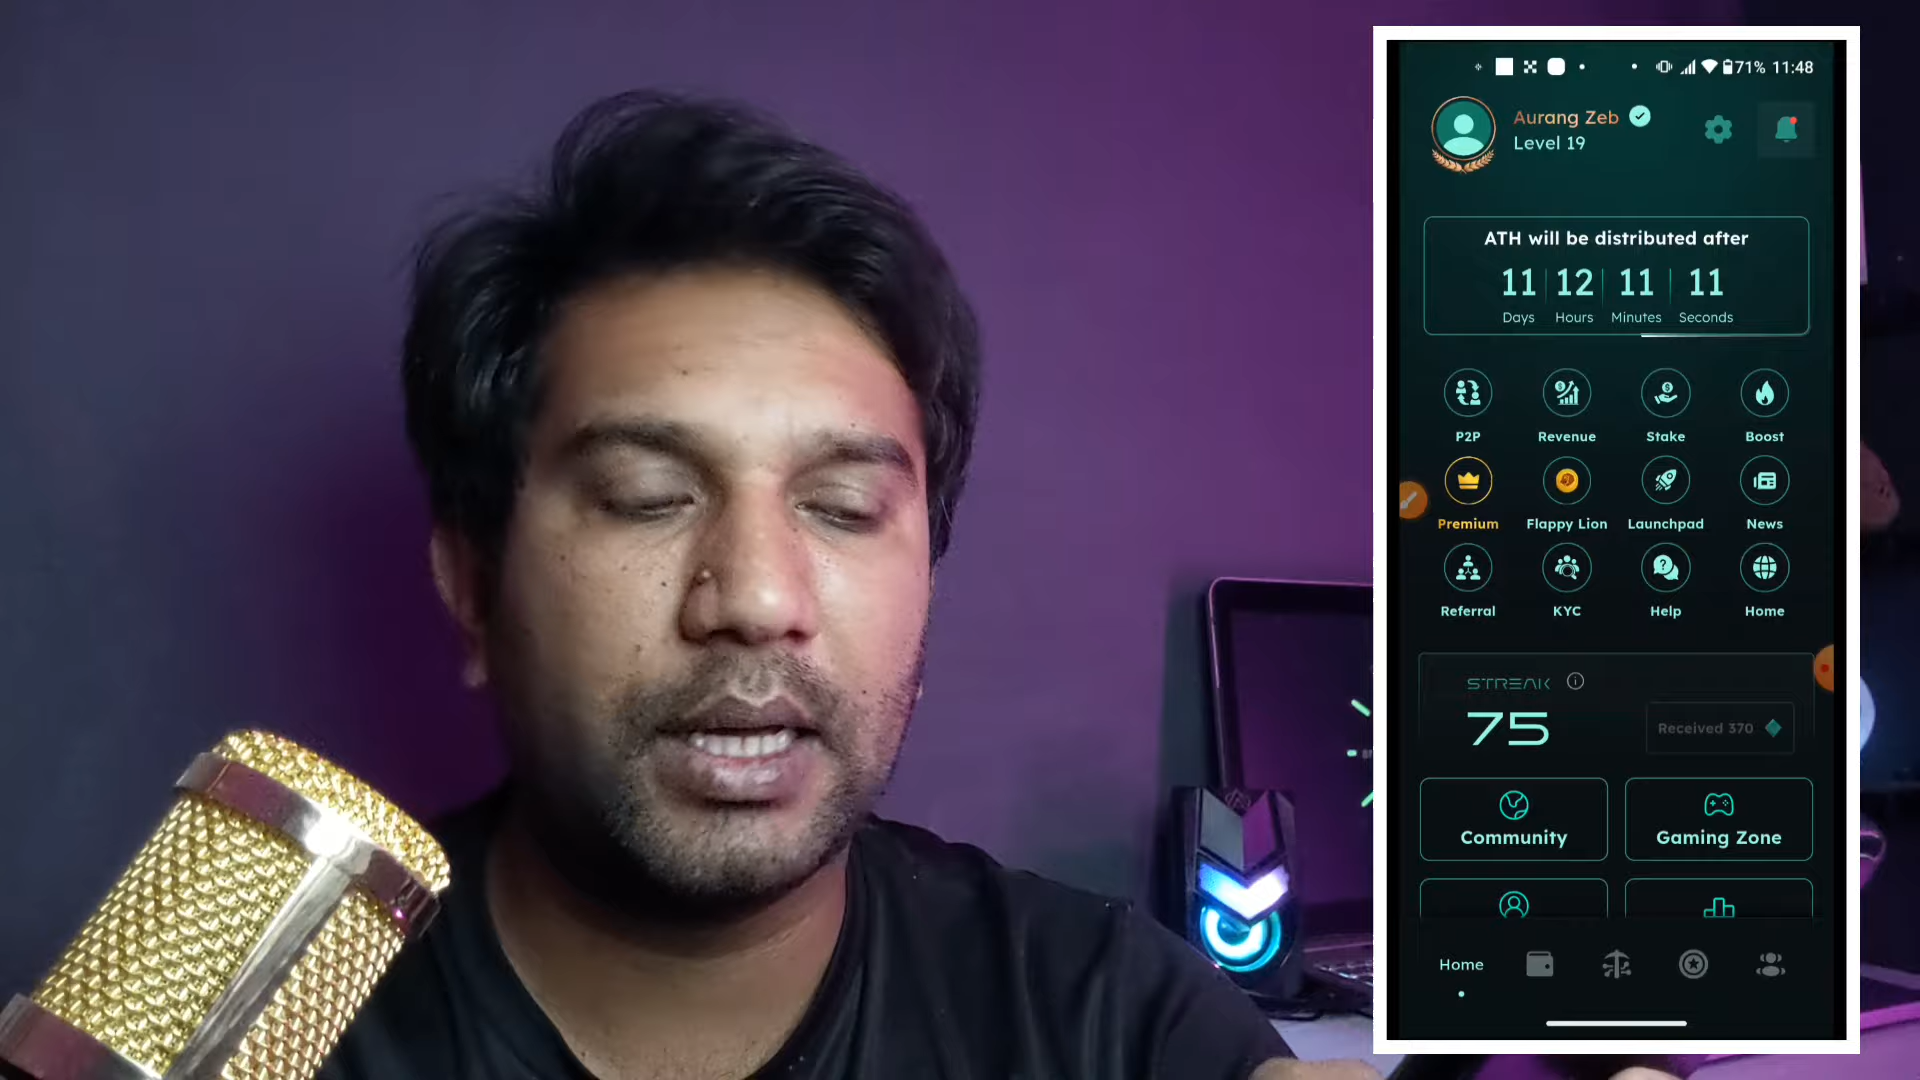 71% 11:48
Aurang Zeb
Level 19
ATH will be distributed after
11 12 11 11
Days Hours Minutes Seconds
P2P Revenue Stake Boost
Premium Flappy Lion Launchpad News
Referral KYC Help Home
STREAK
75
Received 370
Community Gaming Zone
Home